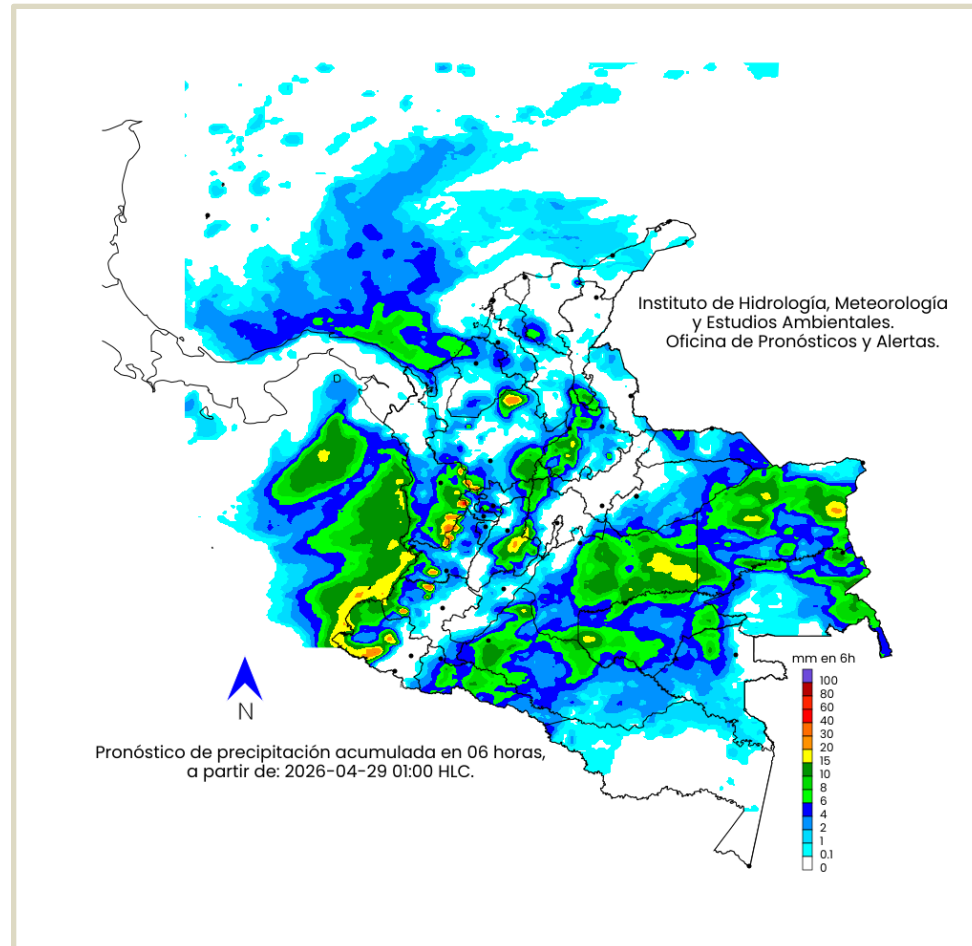 Instituto de Hidrología, Meteorología
y Estudios Ambientales.
Oficina de Pronósticos y Alertas.
N
Pronóstico de precipitación acumulada en 06 horas,
a partir de: 2026-04-29 01:00 HLC.
mm en 6h
100
80
60
40
30
20
15
10
8
6
4
2
1
0.1
0